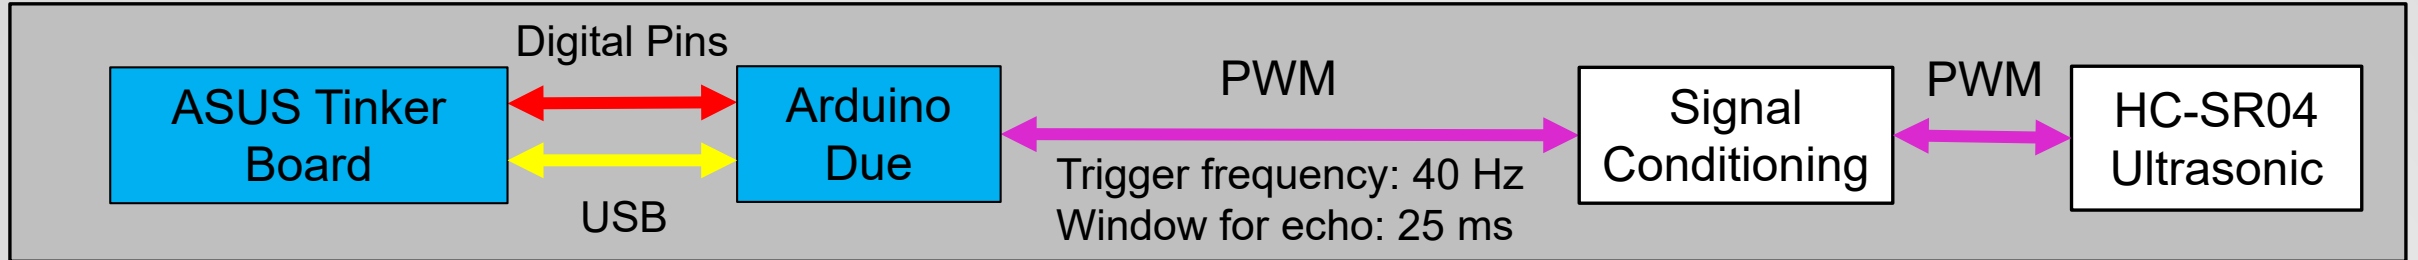 Digital Pins
ASUS Tinker
Board
USB
Arduino
Due
PWM
Trigger frequency: 40 Hz
Window for echo: 25 ms
Signal
Conditioning
PWM
HC-SR04
Ultrasonic